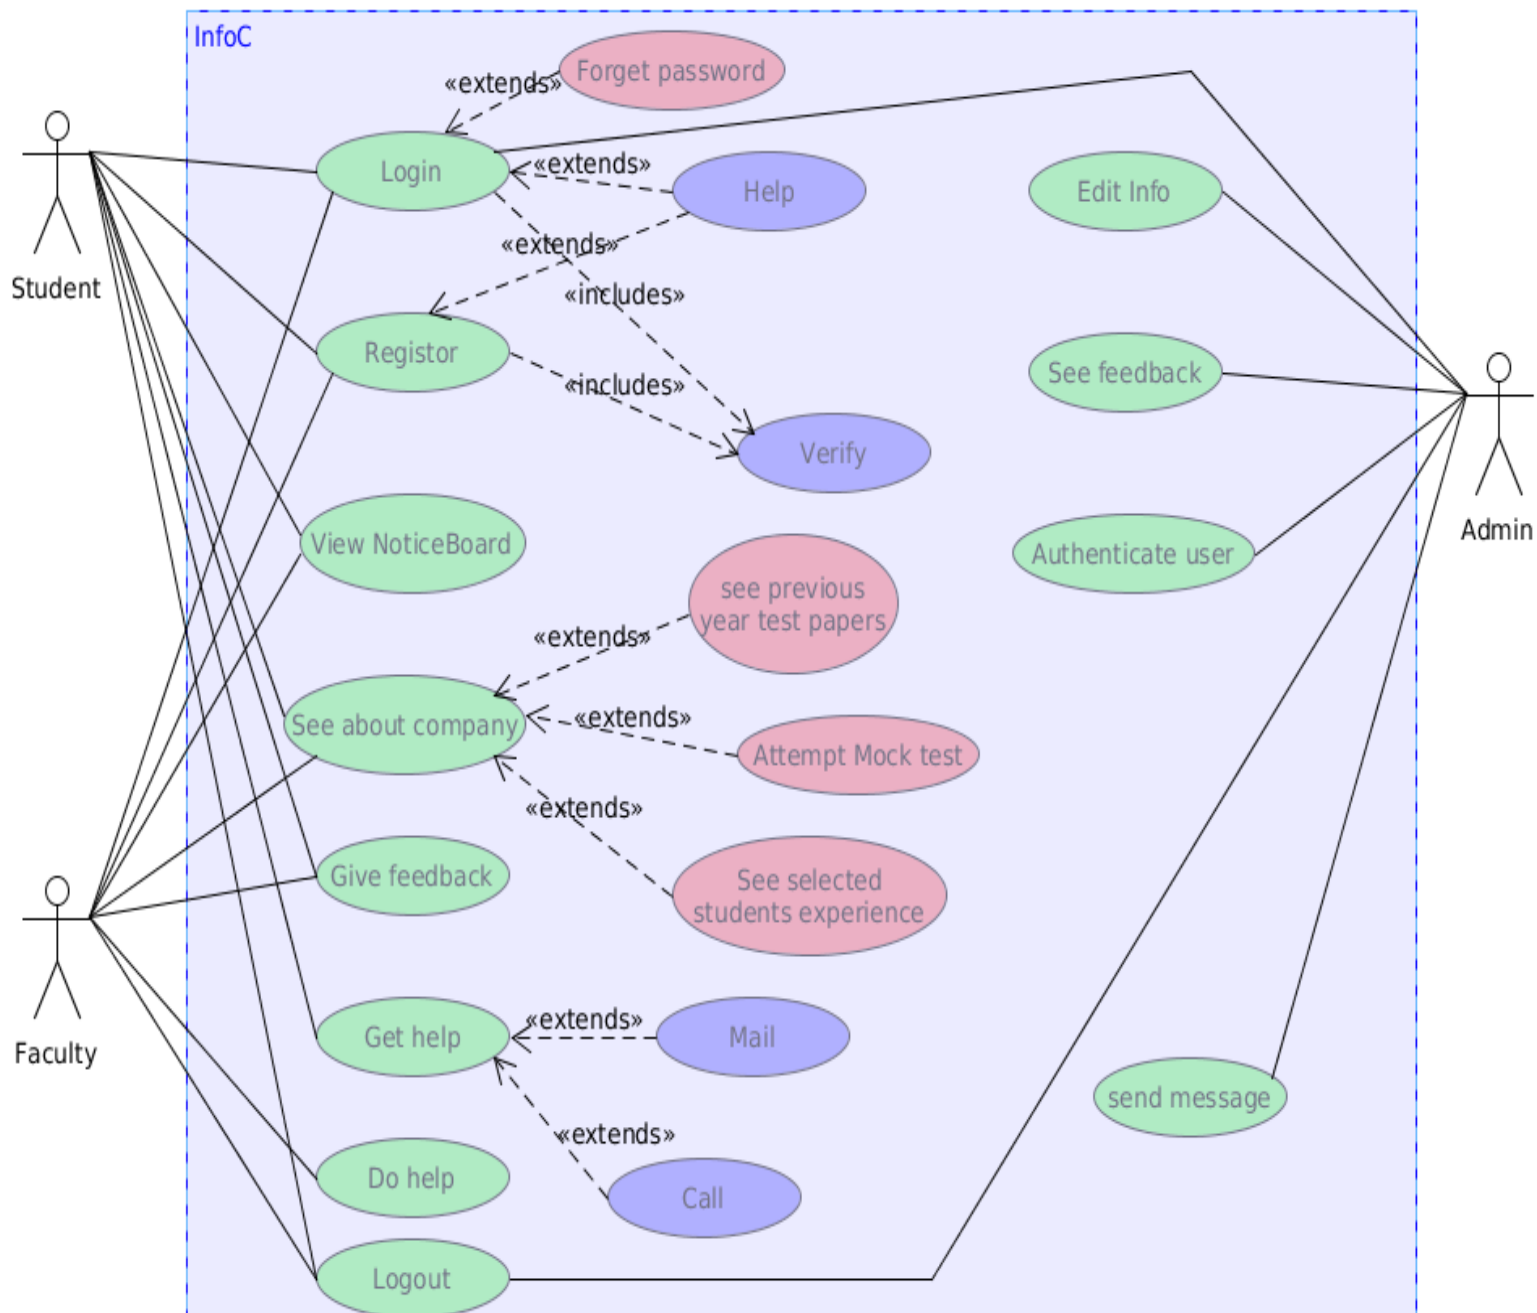 InfoC
Forget password
«extends»
Login
«extends»
Help
Edit Info
«extends»
Student
«includes»
Registor
See feedback
«includes»
Verify
Admin
View NoticeBoard
Authenticate user
see previous
year test papers
«extends»
«extends»
See about company
Attempt Mock test
«extends»
Give feedback
See selected
students experience
«extends»
Get help
Mail
Faculty
send message
«extends»
Do help
Call
Logout